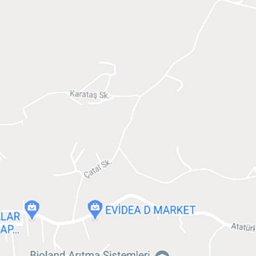 Karataş Sk.
Çatal Sk.
EVİDEA D MARKET
LAR
AP...
Atatürk
Bioland Arıtma Sistemleri